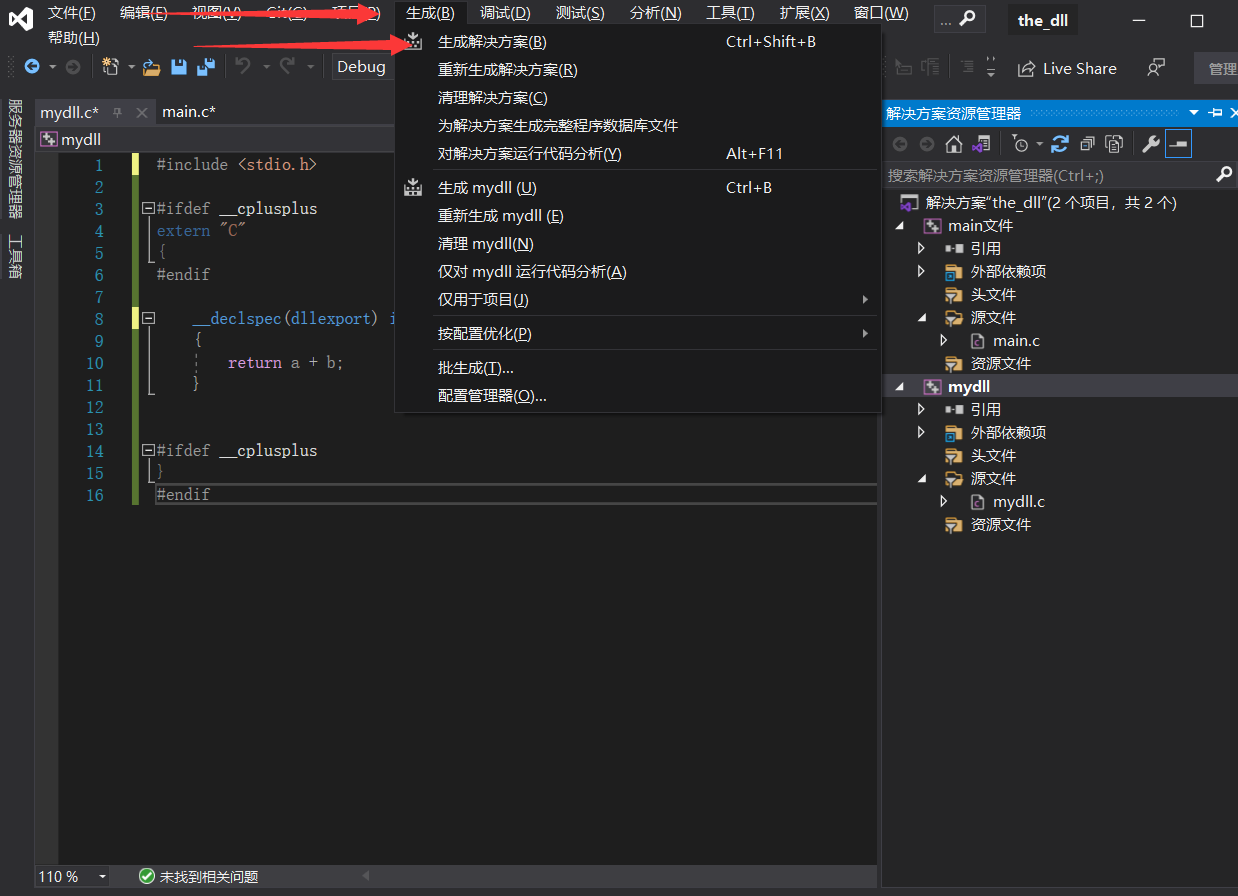 文件(F) 编辑(E) 视图(V) Git(G) 项目(P) 生成(B) 调试(D) 测试(S) 分析(N) 工具(T) 扩展(X) 窗口(W) ... the_dll
帮助(H)
Debug
Live Share
管理
生成解决方案(B) Ctrl+Shift+B
重新生成解决方案(R)
清理解决方案(C)
为解决方案生成完整程序数据库文件
对解决方案运行代码分析(Y) Alt+F11
生成 mydll (U) Ctrl+B
重新生成 mydll (E)
清理 mydll(N)
仅对 mydll 运行代码分析(A)
仅用于项目(J)
按配置优化(P)
批生成(T)...
配置管理器(O)...
服务器资源管理器
工具箱
mydll.c* main.c*
mydll
1 #include <stdio.h>
2
3 #ifdef __cplusplus
4 extern "C"
5 {
6 #endif
7
8 __declspec(dllexport) i
9 {
10 return a + b;
11 }
12
13
14 #ifdef __cplusplus
15 }
16 #endif
110 % 未找到相关问题
解决方案资源管理器
搜索解决方案资源管理器(Ctrl+;)
解决方案“the_dll”(2 个项目，共 2 个)
main文件
引用
外部依赖项
头文件
源文件
main.c
资源文件
mydll
引用
外部依赖项
头文件
源文件
mydll.c
资源文件